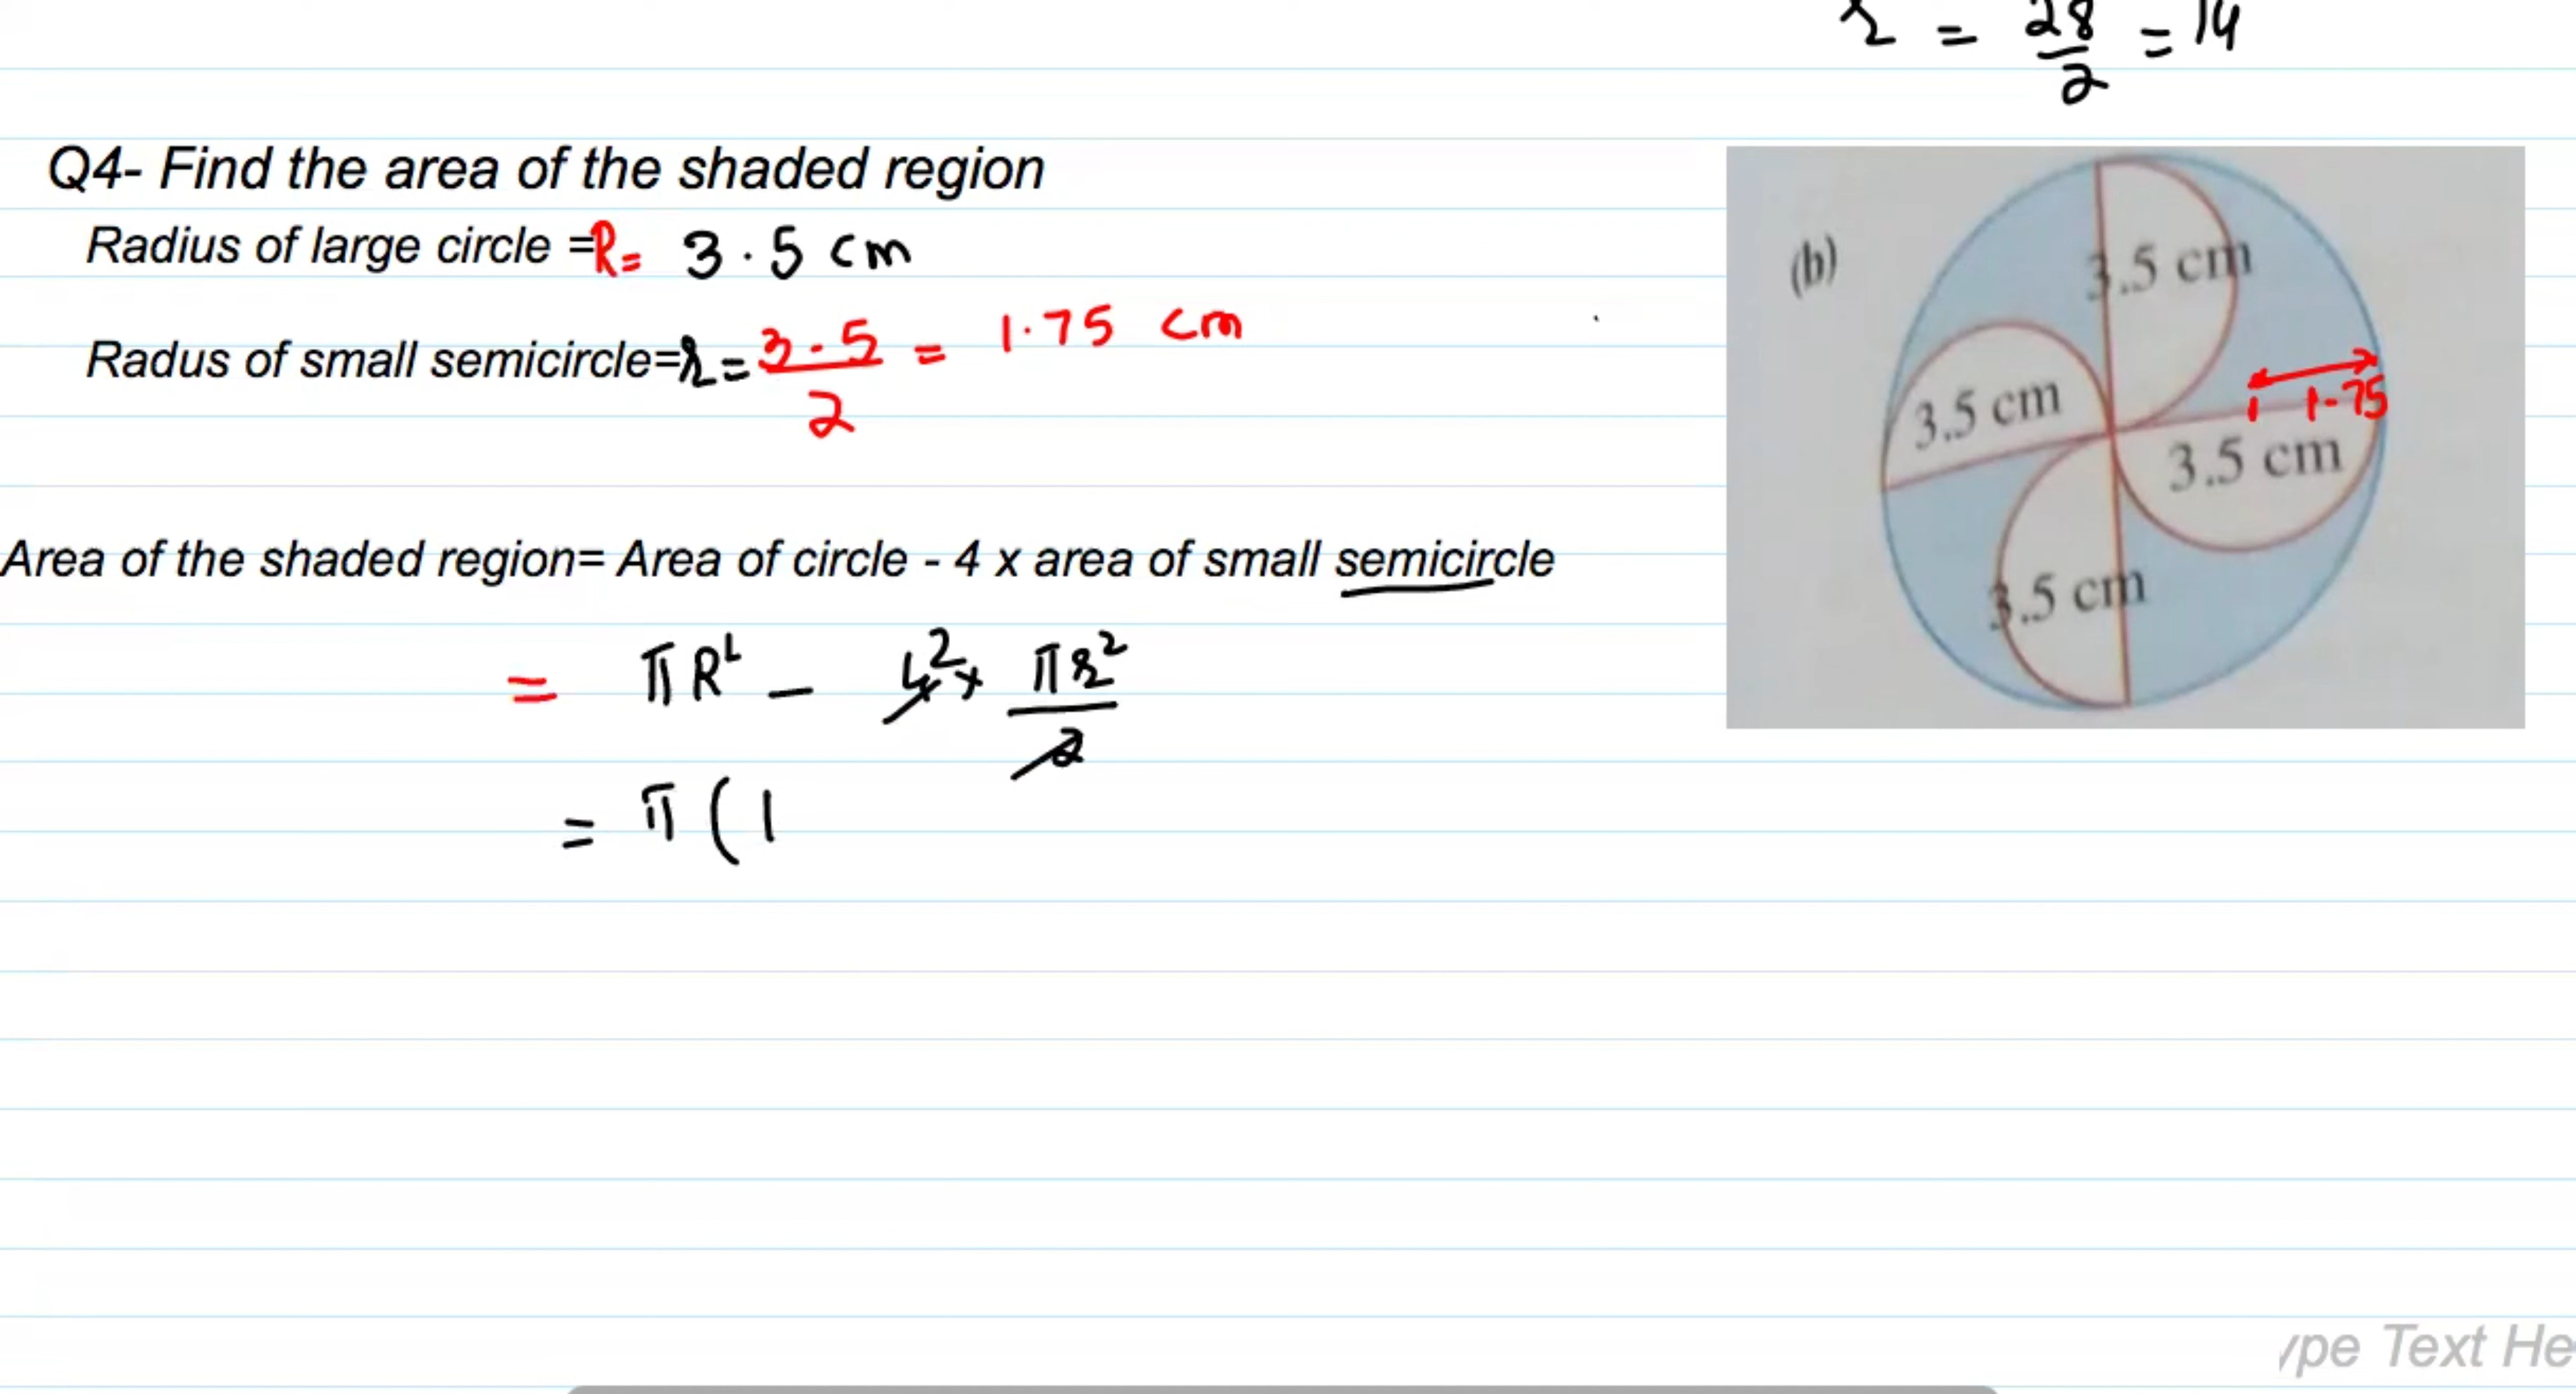 r = 28/2 = 14
Q4- Find the area of the shaded region
Radius of large circle =R= 3.5 cm
Radus of small semicircle=r= 3.5/2 = 1.75 cm
(b)
3.5 cm
3.5 cm
1.75
3.5 cm
3.5 cm
Area of the shaded region= Area of circle - 4 x area of small semicircle
= πR² - 4 2 x πr²/2
= π ( 1
ype Text He